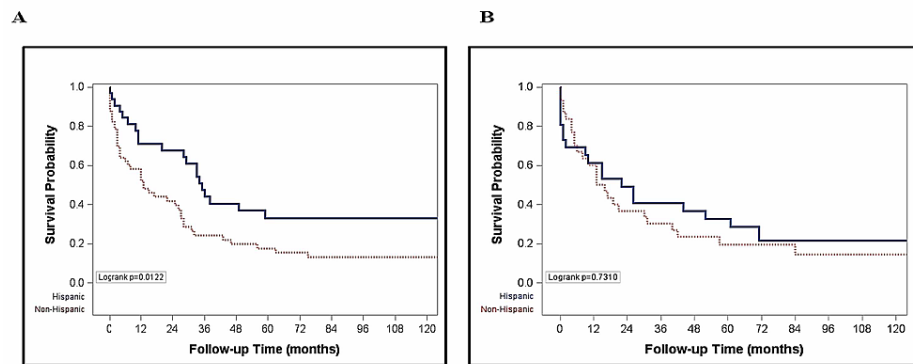 A
B
Survival Probability
1.0
0.8
0.6
0.4
0.2
0.0
Logrank p=0.0122
Hispanic
Non-Hispanic
0 12 24 36 48 60 72 84 96 108 120
Follow-up Time (months)
Survival Probability
1.0
0.8
0.6
0.4
0.2
0.0
Logrank p=0.7310
Hispanic
Non-Hispanic
0 12 24 36 48 60 72 84 96 108 120
Follow-up Time (months)